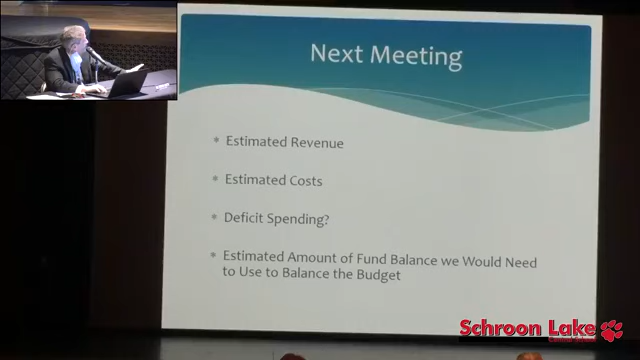 Next Meeting
Estimated Revenue
Estimated Costs
Deficit Spending?
Estimated Amount of Fund Balance we Would Need
to Use to Balance the Budget
Schroon Lake